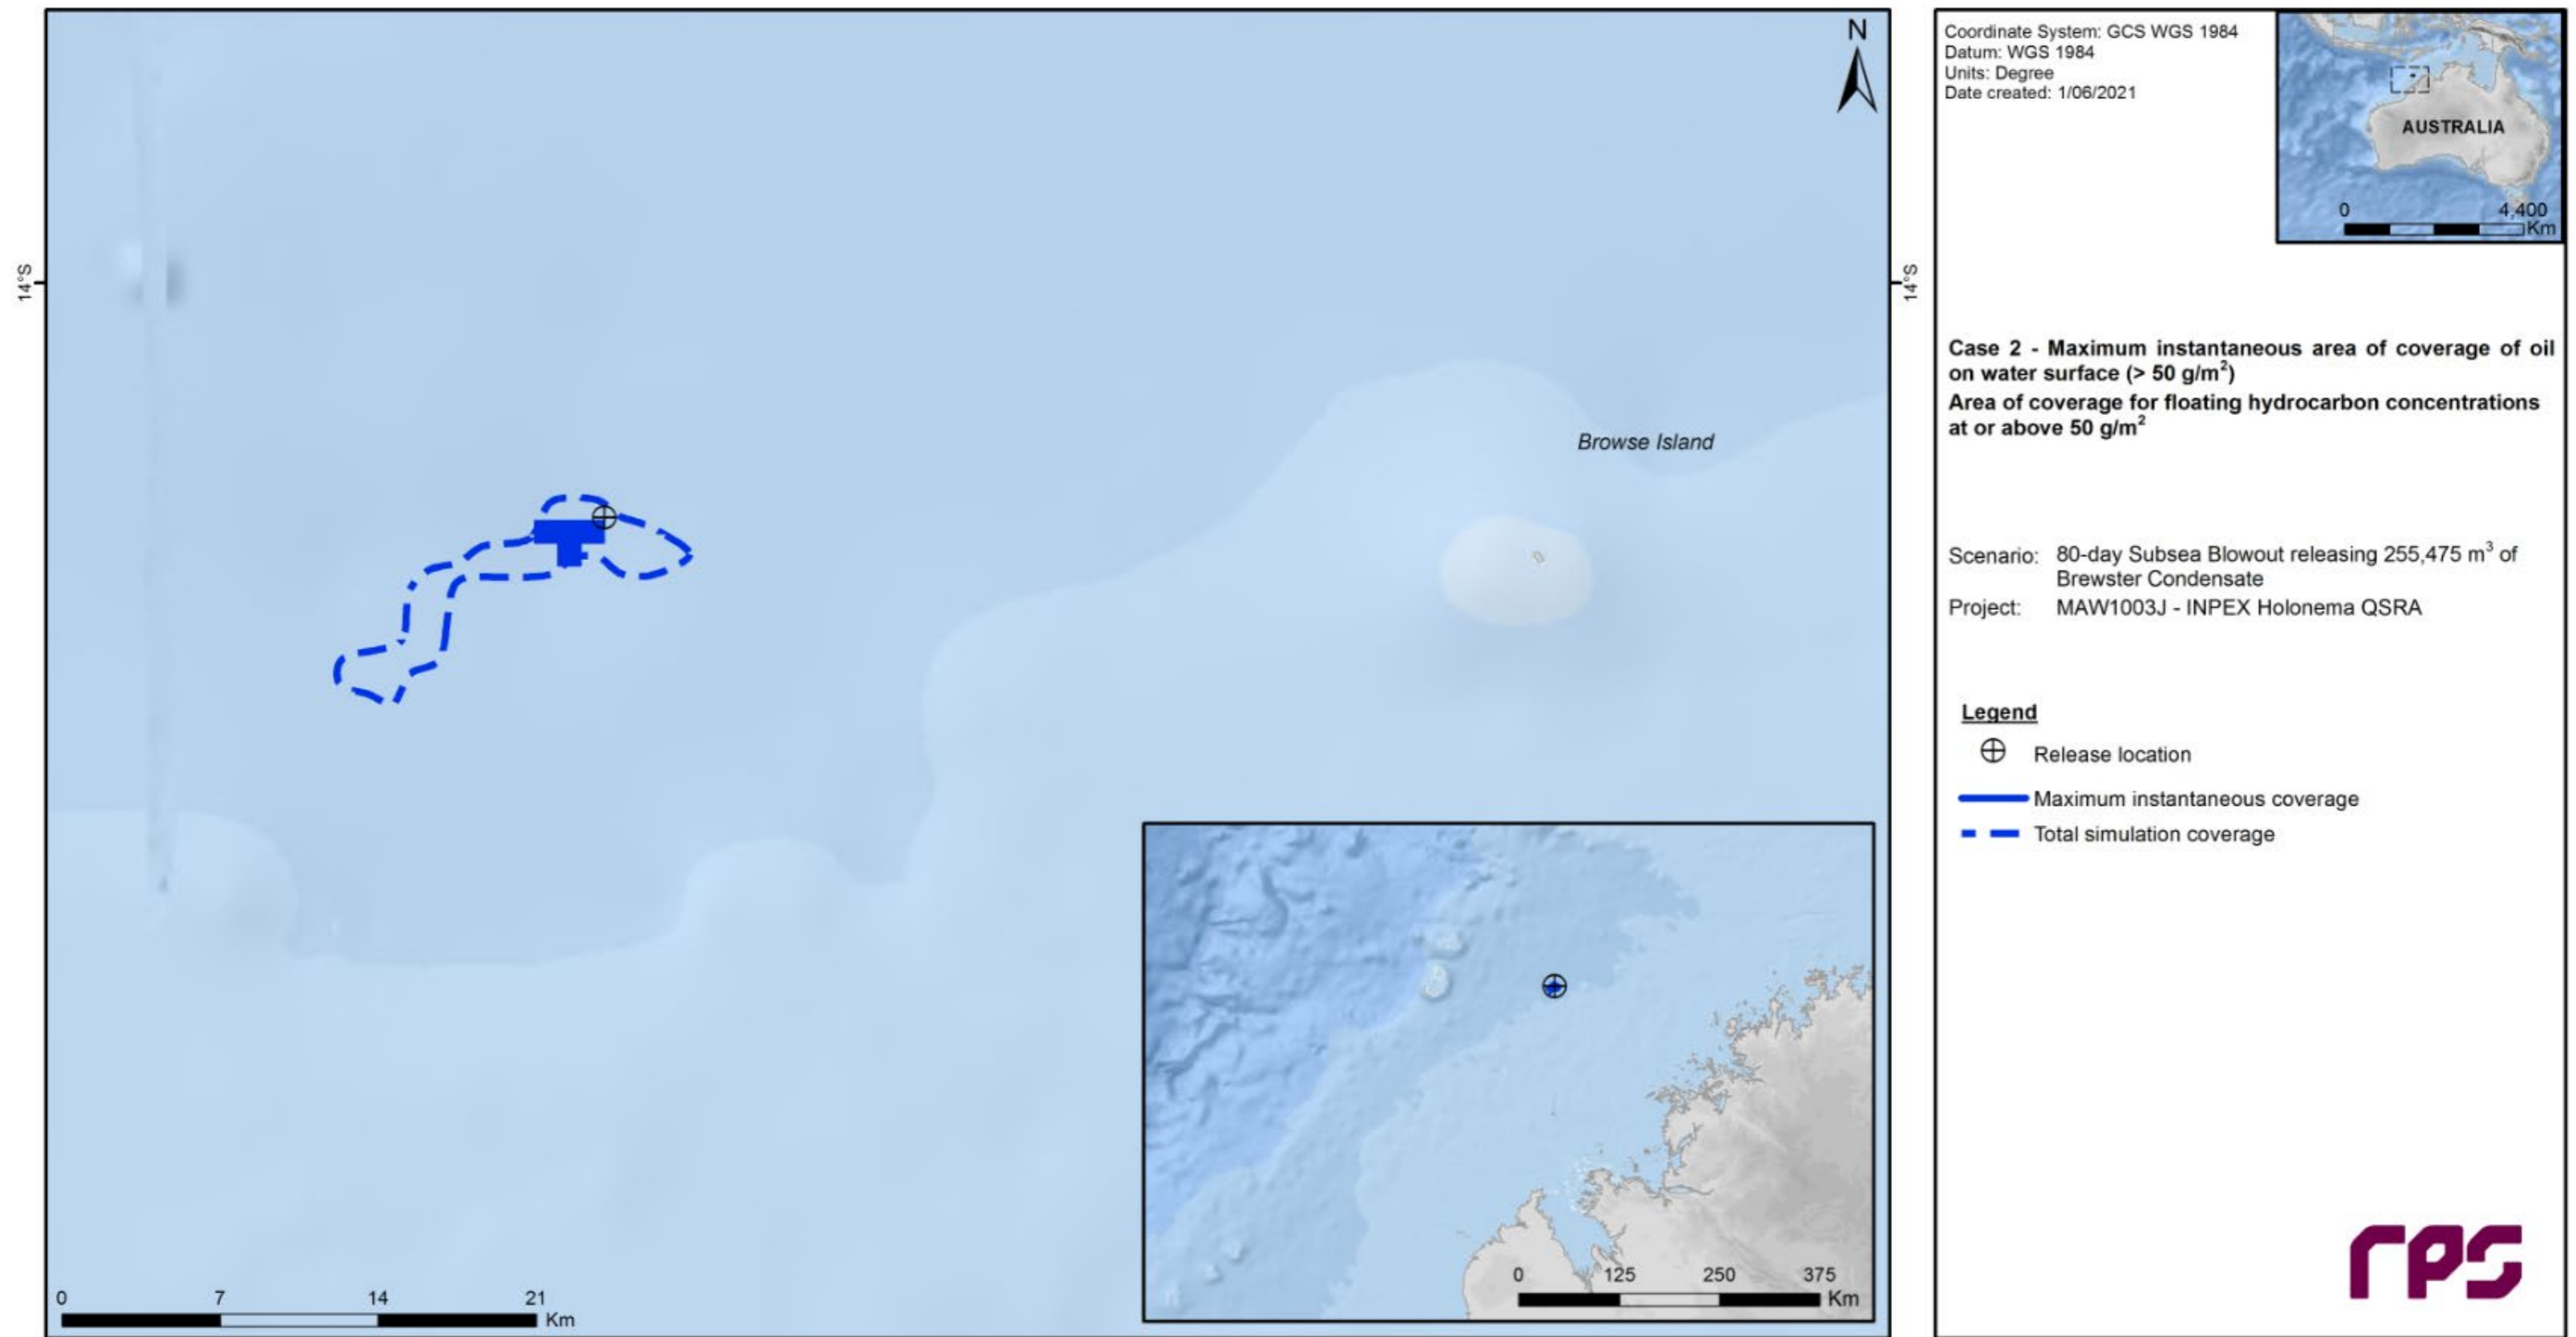 N
14°S
14°S
Browse Island
0 7 14 21
Km
0 125 250 375
Km
Coordinate System: GCS WGS 1984
Datum: WGS 1984
Units: Degree
Date created: 1/06/2021
AUSTRALIA
0 4,400
Km
Case 2 - Maximum instantaneous area of coverage of oil
on water surface (> 50 g/m²)
Area of coverage for floating hydrocarbon concentrations
at or above 50 g/m²
Scenario: 80-day Subsea Blowout releasing 255,475 m³ of
Brewster Condensate
Project: MAW1003J - INPEX Holonema QSRA
Legend
Release location
Maximum instantaneous coverage
Total simulation coverage
rps